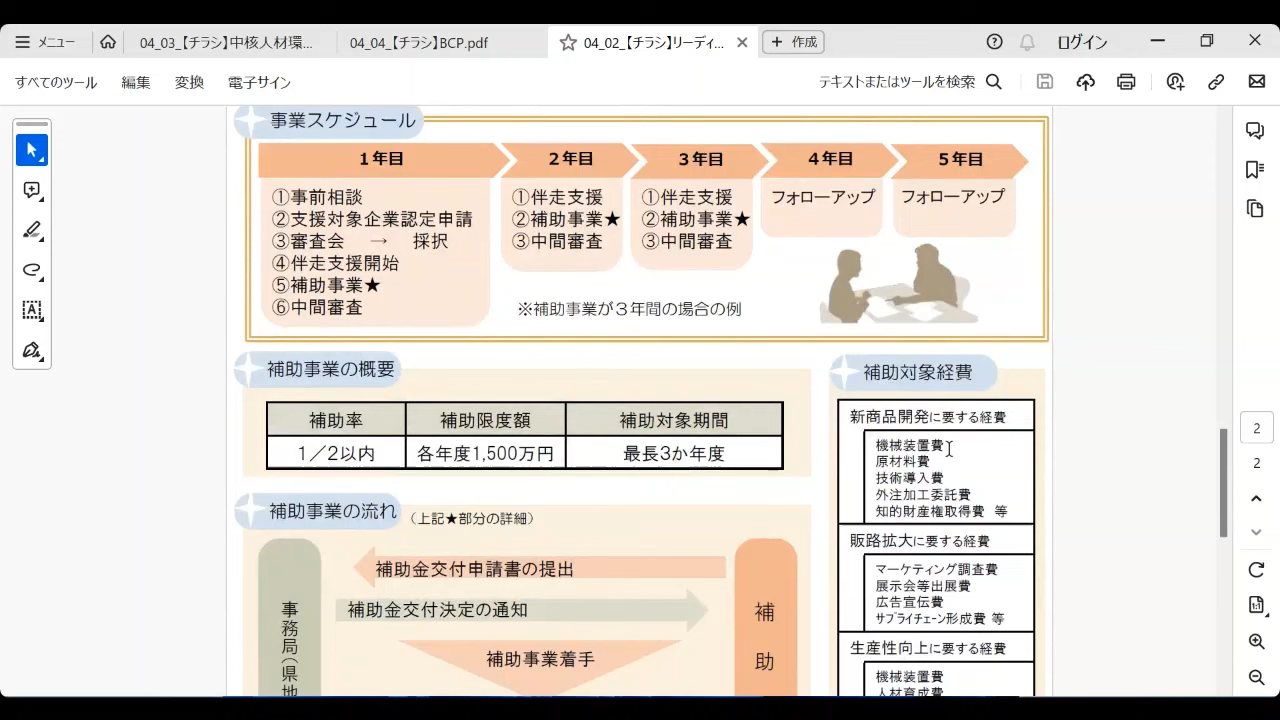 メニュー
04_03_【チラシ】中核人材環...
04_04_【チラシ】BCP.pdf
04_02_【チラシ】リーディ...
作成
ログイン
すべてのツール
編集
変換
電子サイン
テキストまたはツールを検索
事業スケジュール
1年目
2年目
3年目
4年目
5年目
①事前相談
②支援対象企業認定申請
③審査会 → 採択
④伴走支援開始
⑤補助事業★
⑥中間審査
①伴走支援
②補助事業★
③中間審査
①伴走支援
②補助事業★
③中間審査
フォローアップ
フォローアップ
※補助事業が3年間の場合の例
補助事業の概要
補助率 補助限度額 補助対象期間
1/2以内 各年度1,500万円 最長3か年度
補助事業の流れ (上記★部分の詳細)
補助金交付申請書の提出
補助金交付決定の通知
補助事業着手
事務局(県地
補助
補助対象経費
新商品開発に要する経費
機械装置費
原材料費
技術導入費
外注加工委託費
知的財産権取得費 等
販路拡大に要する経費
マーケティング調査費
展示会等出展費
広告宣伝費
サプライチェーン形成費 等
生産性向上に要する経費
機械装置費
人材育成費
2
2